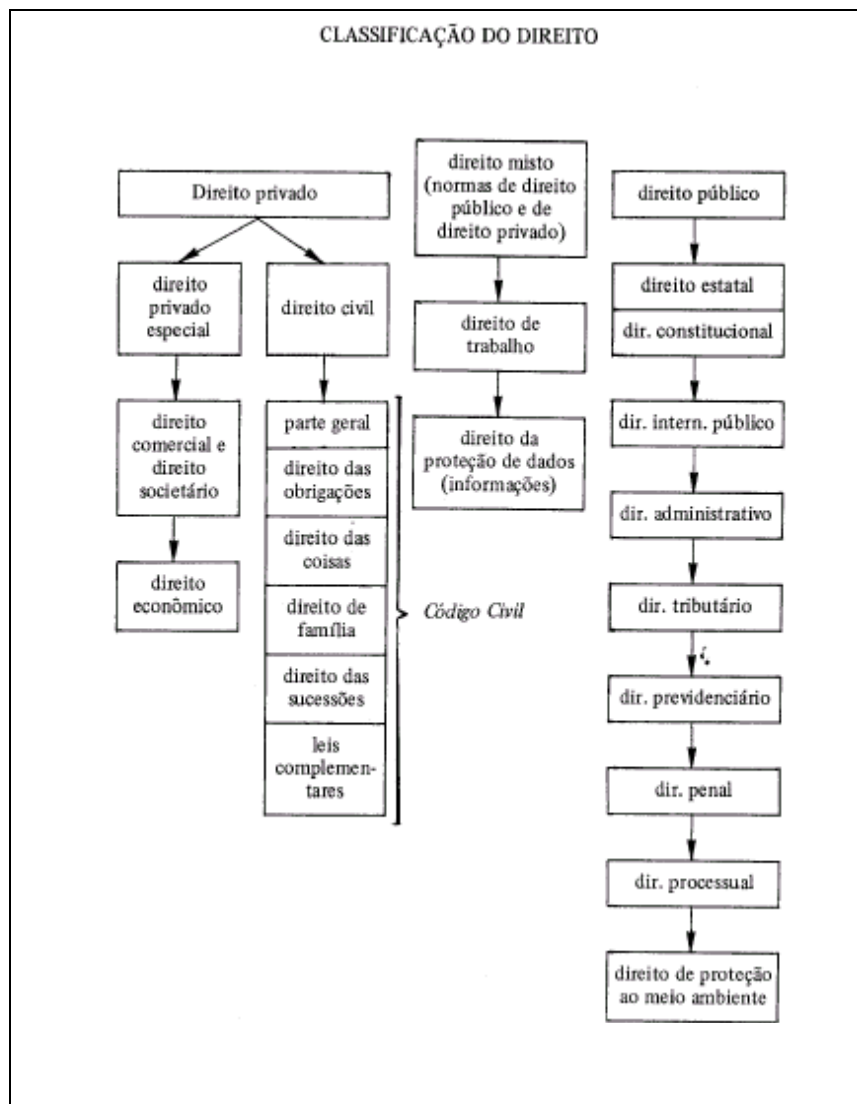 CLASSIFICAÇÃO DO DIREITO
Direito privado
direito
privado
especial
direito civil
direito
comercial e
direito
societário
direito
econômico
parte geral
direito das
obrigações
direito das
coisas
direito de
família
direito das
sucessões
leis
complemen-
tares
Código Civil
direito misto
(normas de direito
público e de
direito privado)
direito de
trabalho
direito da
proteção de dados
(informações)
direito público
direito estatal
dir. constitucional
dir. intern. público
dir. administrativo
dir. tributário
dir. previdenciário
dir. penal
dir. processual
direito de proteção
ao meio ambiente